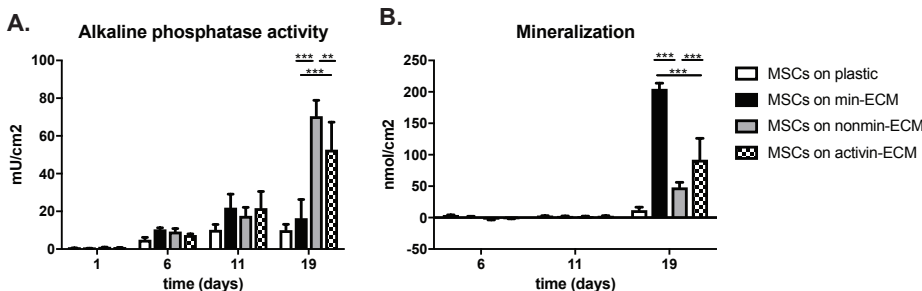 A.
Alkaline phosphatase activity
*** **
***
100
80
60
40
20
0
mU/cm2
1 6 11 19
time (days)
B.
Mineralization
*** ***
***
250
200
150
100
50
0
-50
nmol/cm2
6 11 19
time (days)
MSCs on plastic
MSCs on min-ECM
MSCs on nonmin-ECM
MSCs on activin-ECM